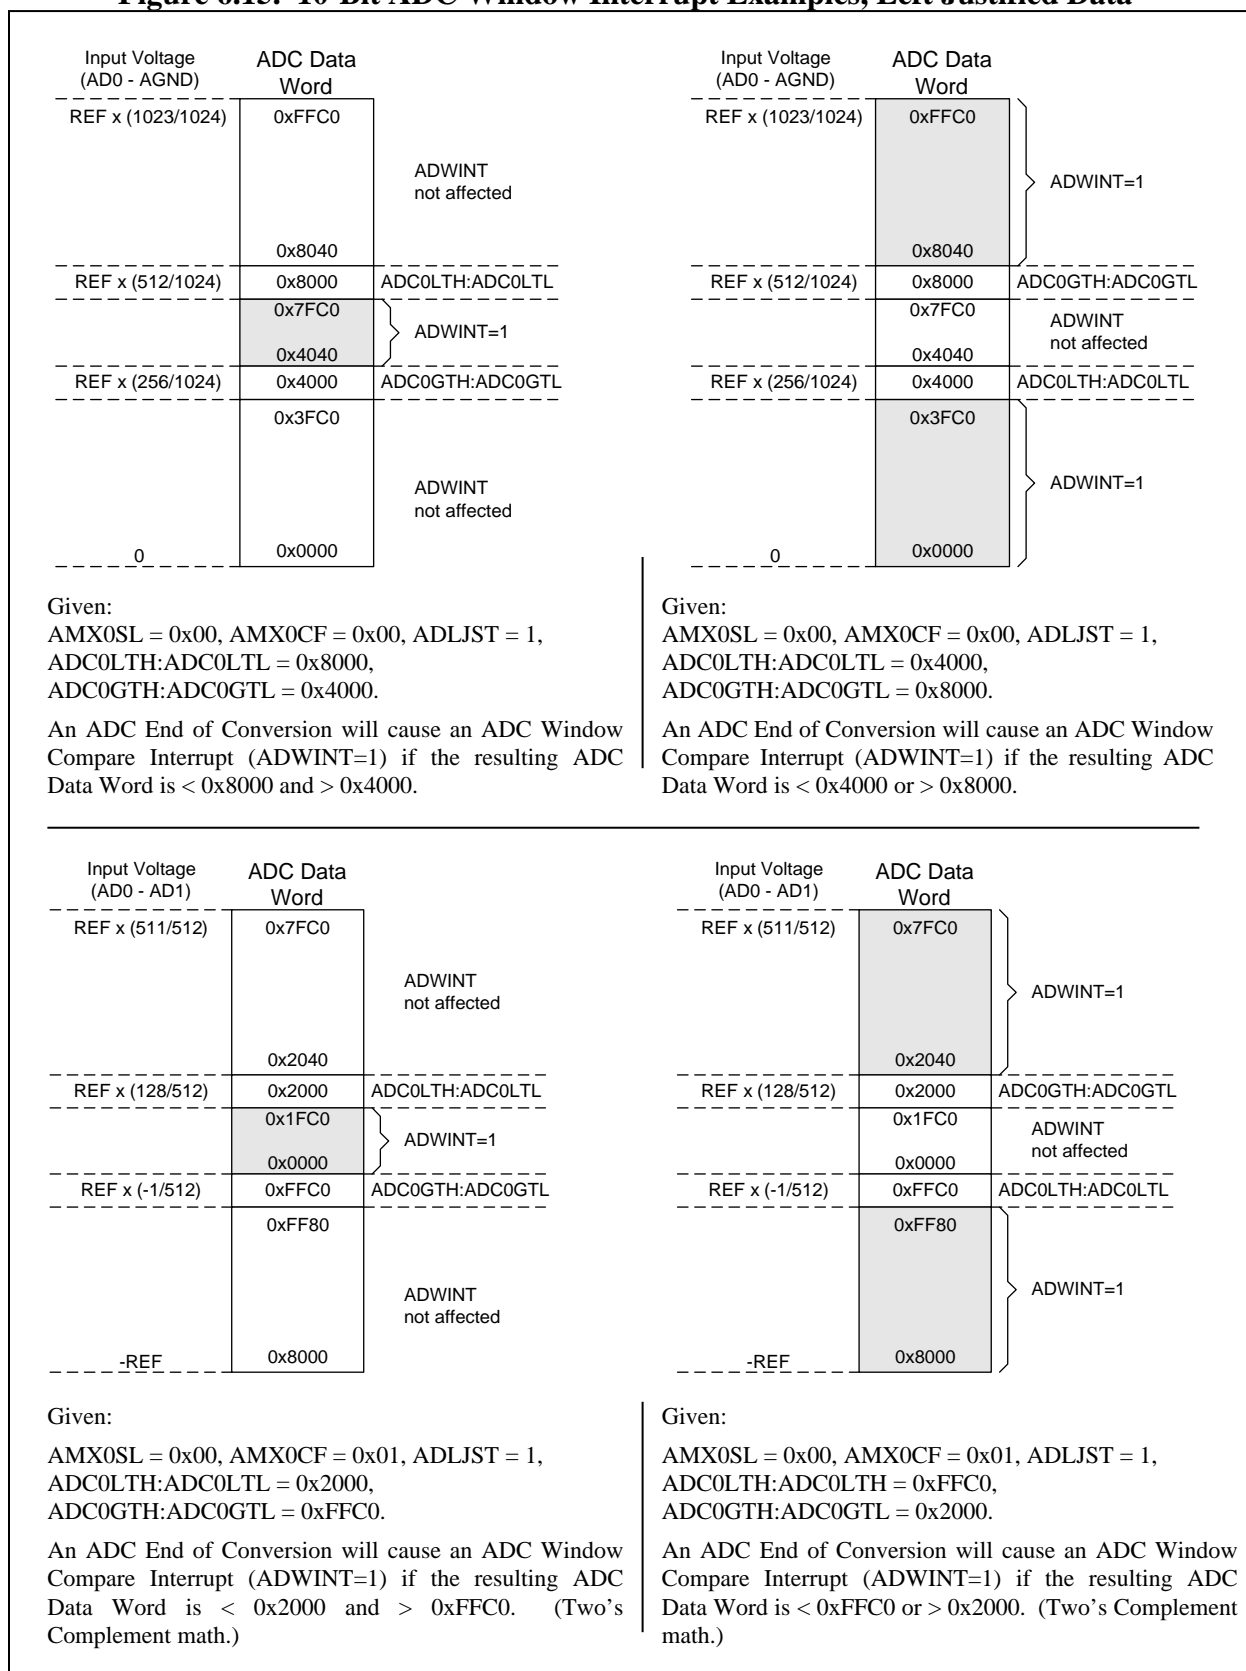 Figure 6.15. 10-Bit ADC Window Interrupt Examples, Left Justified Data
Input Voltage
(AD0 - AGND)
ADC Data
Word
REF x (1023/1024)
0xFFC0
ADWINT
not affected
0x8040
REF x (512/1024)
0x8000
ADC0LTH:ADC0LTL
0x7FC0
ADWINT=1
0x4040
REF x (256/1024)
0x4000
ADC0GTH:ADC0GTL
0x3FC0
ADWINT
not affected
0
0x0000
Given:
AMX0SL = 0x00, AMX0CF = 0x00, ADLJST = 1,
ADC0LTH:ADC0LTL = 0x8000,
ADC0GTH:ADC0GTL = 0x4000.
An ADC End of Conversion will cause an ADC Window
Compare Interrupt (ADWINT=1) if the resulting ADC
Data Word is < 0x8000 and > 0x4000.
Input Voltage
(AD0 - AGND)
ADC Data
Word
REF x (1023/1024)
0xFFC0
ADWINT=1
0x8040
REF x (512/1024)
0x8000
ADC0GTH:ADC0GTL
0x7FC0
ADWINT
not affected
0x4040
REF x (256/1024)
0x4000
ADC0LTH:ADC0LTL
0x3FC0
ADWINT=1
0
0x0000
Given:
AMX0SL = 0x00, AMX0CF = 0x00, ADLJST = 1,
ADC0LTH:ADC0LTL = 0x4000,
ADC0GTH:ADC0GTL = 0x8000.
An ADC End of Conversion will cause an ADC Window
Compare Interrupt (ADWINT=1) if the resulting ADC
Data Word is < 0x4000 or > 0x8000.
Input Voltage
(AD0 - AD1)
ADC Data
Word
REF x (511/512)
0x7FC0
ADWINT
not affected
0x2040
REF x (128/512)
0x2000
ADC0LTH:ADC0LTL
0x1FC0
ADWINT=1
0x0000
REF x (-1/512)
0xFFC0
ADC0GTH:ADC0GTL
0xFF80
ADWINT
not affected
-REF
0x8000
Given:
AMX0SL = 0x00, AMX0CF = 0x01, ADLJST = 1,
ADC0LTH:ADC0LTL = 0x2000,
ADC0GTH:ADC0GTL = 0xFFC0.
An ADC End of Conversion will cause an ADC Window
Compare Interrupt (ADWINT=1) if the resulting ADC
Data Word is < 0x2000 and > 0xFFC0. (Two's
Complement math.)
Input Voltage
(AD0 - AD1)
ADC Data
Word
REF x (511/512)
0x7FC0
ADWINT=1
0x2040
REF x (128/512)
0x2000
ADC0GTH:ADC0GTL
0x1FC0
ADWINT
not affected
0x0000
REF x (-1/512)
0xFFC0
ADC0LTH:ADC0LTL
0xFF80
ADWINT=1
-REF
0x8000
Given:
AMX0SL = 0x00, AMX0CF = 0x01, ADLJST = 1,
ADC0LTH:ADC0LTH = 0xFFC0,
ADC0GTH:ADC0GTL = 0x2000.
An ADC End of Conversion will cause an ADC Window
Compare Interrupt (ADWINT=1) if the resulting ADC
Data Word is < 0xFFC0 or > 0x2000. (Two's Complement
math.)